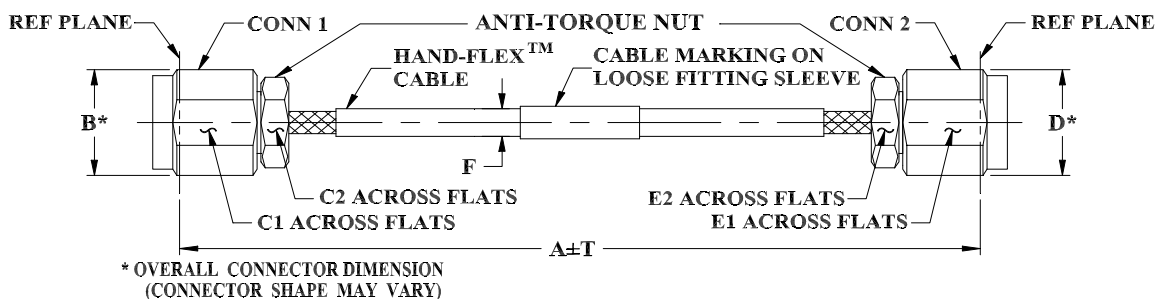 REF PLANE
CONN 1
ANTI-TORQUE NUT
CONN 2
REF PLANE
HAND-FLEX™
CABLE
CABLE MARKING ON
LOOSE FITTING SLEEVE
B*
D*
F
C2 ACROSS FLATS
E2 ACROSS FLATS
C1 ACROSS FLATS
E1 ACROSS FLATS
A±T
* OVERALL CONNECTOR DIMENSION
(CONNECTOR SHAPE MAY VARY)